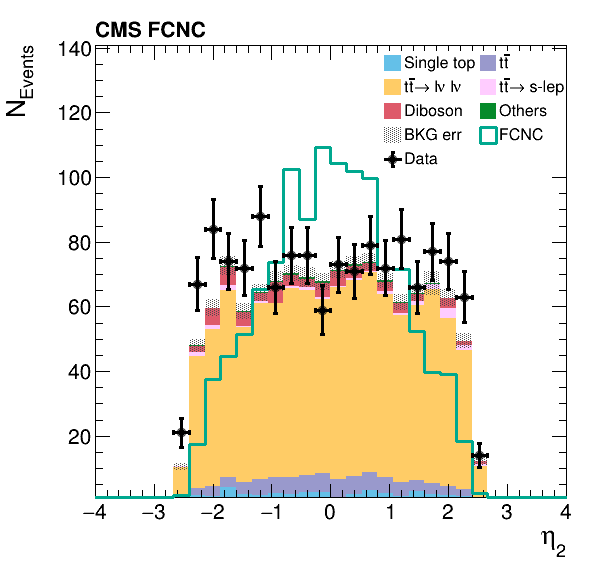 CMS FCNC
N_Events
140
120
100
80
60
40
20
Single top
tt̄
tt̄→ lν lν
tt̄→ s-lep
Diboson
Others
BKG err
FCNC
Data
−4 −3 −2 −1 0 1 2 3 4
η_2